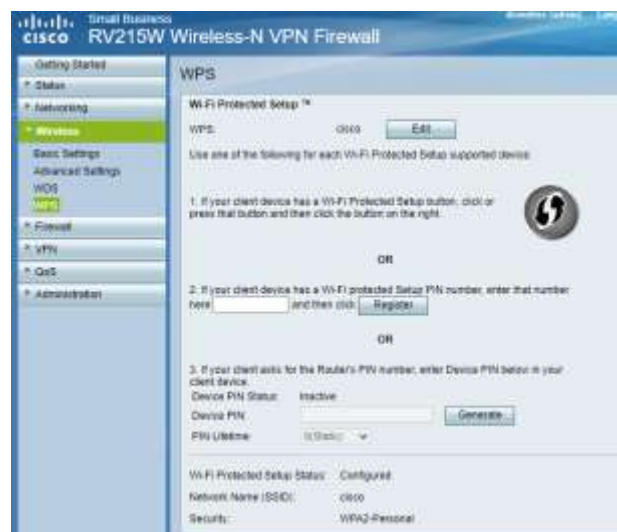 Small Business
CISCO RV215W Wireless-N VPN Firewall
Getting Started
Status
Networking
Wireless
Basic Settings
Advanced Settings
WDS
WPS
Firewall
VPN
QoS
Administration
WPS
Wi-Fi Protected Setup ™
WPS: cisco Edit
Use one of the following for each Wi-Fi Protected Setup supported device:
1. If your client device has a Wi-Fi Protected Setup button, click or
press that button and then click the button on the right.
OR
2. If your client device has a Wi-Fi protected Setup PIN number, enter that number
here and then click Register
OR
3. If your client asks for the Router's PIN number, enter Device PIN below in your
client device.
Device PIN Status: Inactive
Device PIN: Generate
PIN Lifetime:
Wi-Fi Protected Setup Status: Configured
Network Name (SSID): cisco
Security: WPA2-Personal